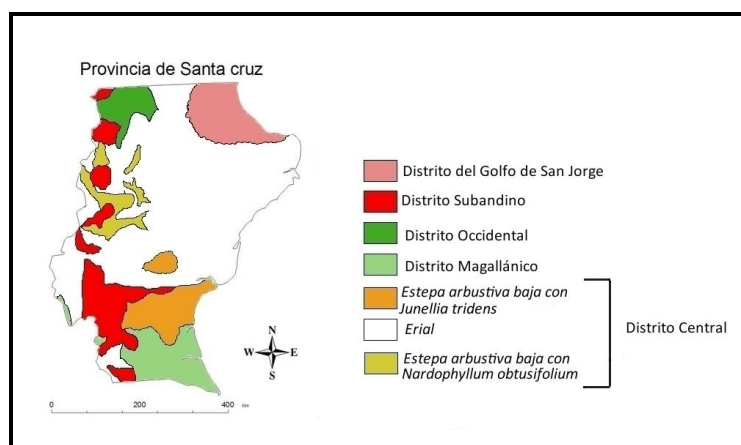 Provincia de Santa cruz
Distrito del Golfo de San Jorge
Distrito Subandino
Distrito Occidental
Distrito Magallánico
Estepa arbustiva baja con
Junellia tridens
Erial
Estepa arbustiva baja con
Nardophyllum obtusifolium
Distrito Central
N
W E
S
0 200 400 Km